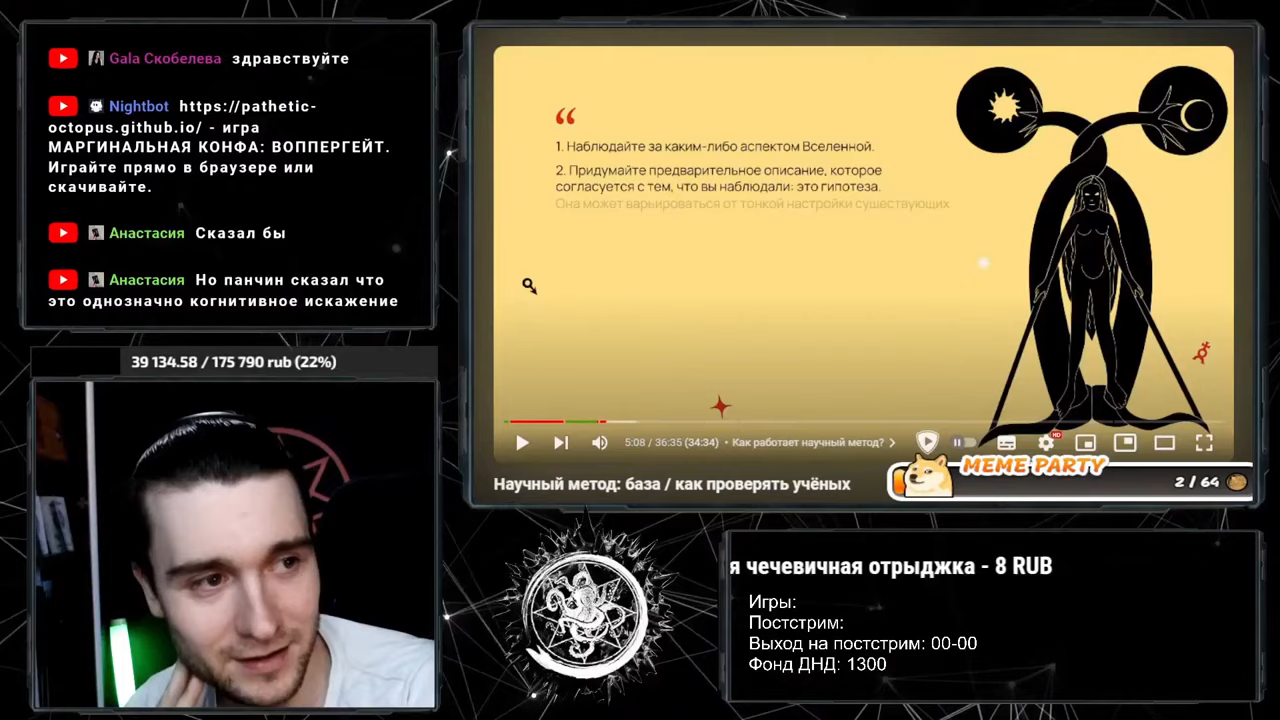 Gala Скобелева здравствуйте
Nightbot https://pathetic-
octopus.github.io/ - игра
МАРГИНАЛЬНАЯ КОНФА: ВОППЕРГЕЙТ.
Играйте прямо в браузере или
скачивайте.
Анастасия Сказал бы
Анастасия Но панчин сказал что
это однозначно когнитивное искажение
39 134.58 / 175 790 rub (22%)
“
1. Наблюдайте за каким-либо аспектом Вселенной.
2. Придумайте предварительное описание, которое
согласуется с тем, что вы наблюдали: это гипотеза.
Она может варьироваться от тонкой настройки существующих
5:08 / 36:35 (34:34) • Как работает научный метод?
HD
MEME PARTY
2 / 64
Научный метод: база / как проверять учёных
я чечевичная отрыджка - 8 RUB
Игры:
Постстрим:
Выход на постстрим: 00-00
Фонд ДНД: 1300